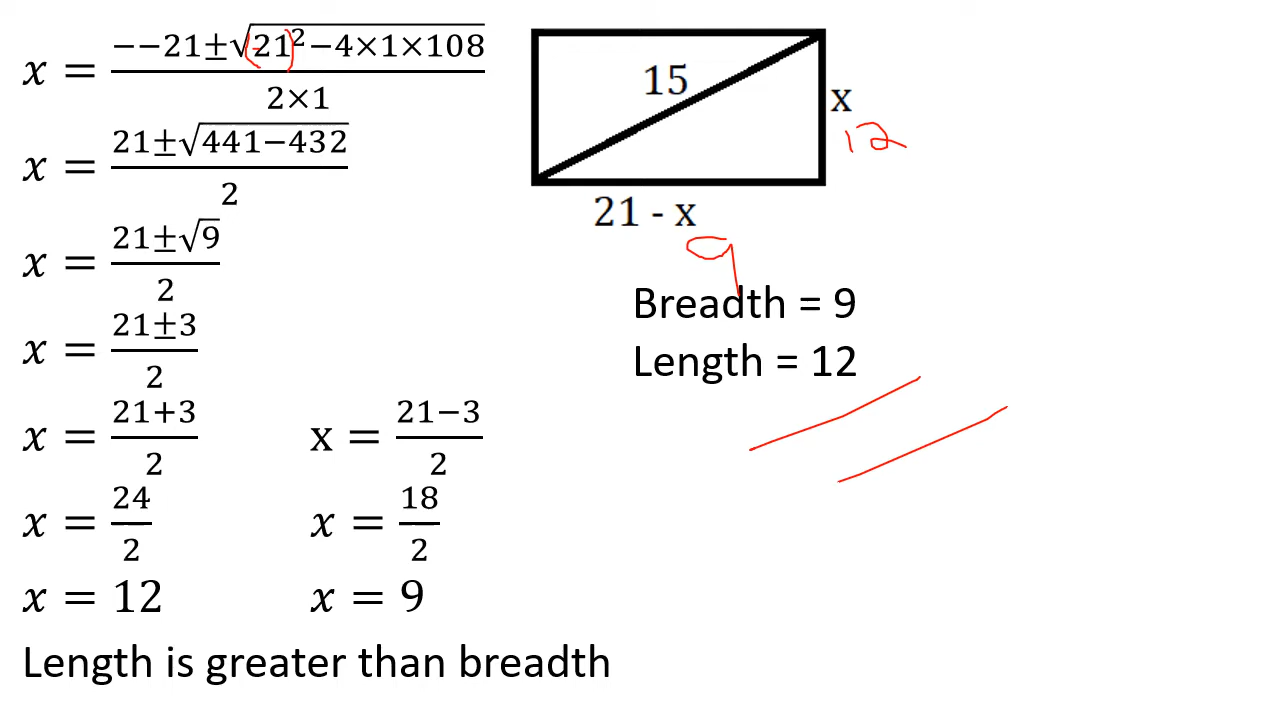 x = (−−21±√(-21)² −4×1×108) / (2×1)
x = (21±√441−432) / 2
x = (21±√9) / 2
x = (21±3) / 2
x = (21+3) / 2    x = (21−3) / 2
x = 24 / 2    x = 18 / 2
x = 12    x = 9
Length is greater than breadth
15
x
12
21 - x
9
Breadth = 9
Length = 12